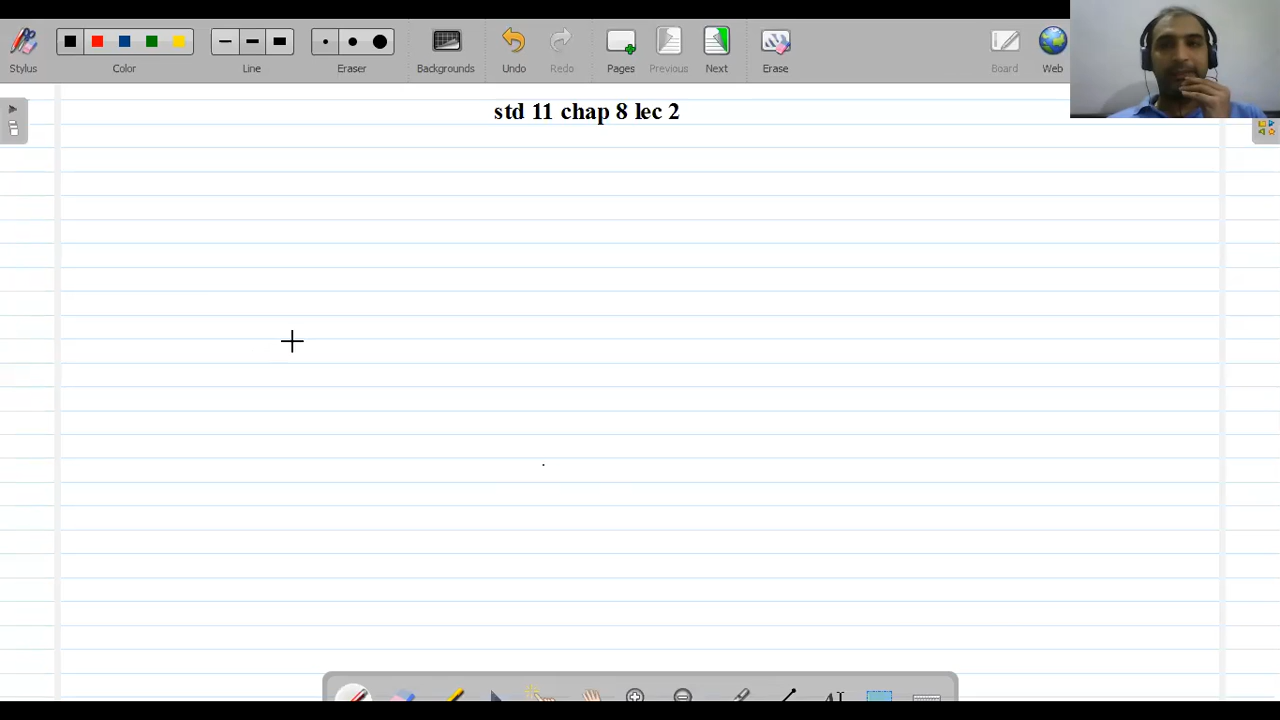 Stylus
Color
Line
Eraser
Backgrounds
Undo
Redo
Pages
Previous
Next
Erase
Board
Web
std 11 chap 8 lec 2